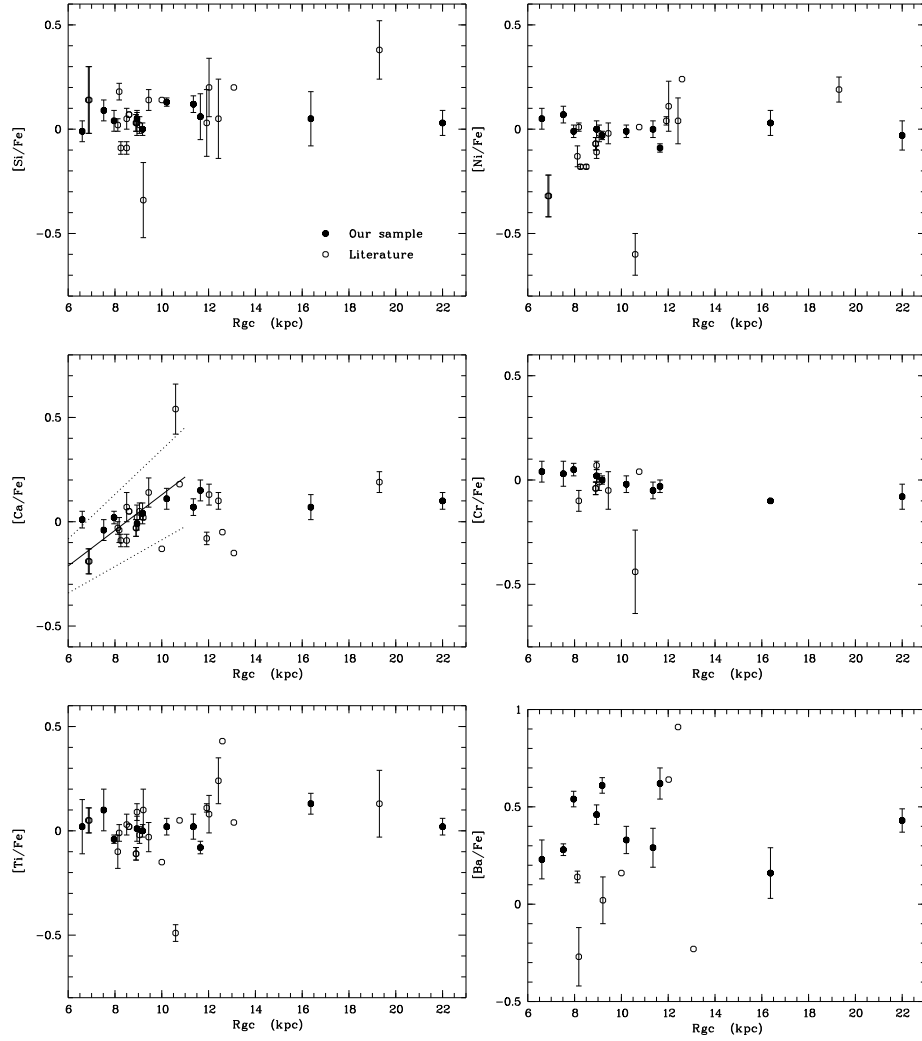 0.5
0
−0.5
[Si/Fe]
Our sample
Literature
6 8 10 12 14 16 18 20 22
Rgc (kpc)
0.5
0
−0.5
[Ni/Fe]
6 8 10 12 14 16 18 20 22
Rgc (kpc)
0.5
0
−0.5
[Ca/Fe]
6 8 10 12 14 16 18 20 22
Rgc (kpc)
0.5
0
−0.5
[Cr/Fe]
6 8 10 12 14 16 18 20 22
Rgc (kpc)
0.5
0
−0.5
[Ti/Fe]
6 8 10 12 14 16 18 20 22
Rgc (kpc)
1
0.5
0
−0.5
[Ba/Fe]
6 8 10 12 14 16 18 20 22
Rgc (kpc)